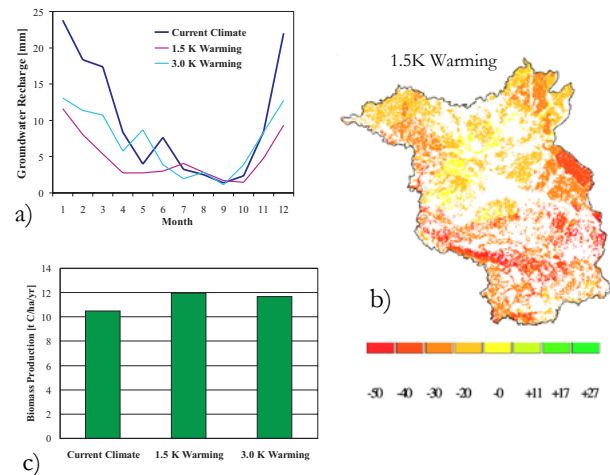 25
20
15
10
5
0
Groundwater Recharge [mm]
Current Climate
1.5 K Warming
3.0 K Warming
1 2 3 4 5 6 7 8 9 10 11 12
Month
a)
1.5K Warming
b)
-50 -40 -30 -20 -0 +11 +17 +27
14
12
10
8
6
4
2
0
Biomass Production [t C/ha/yr]
Current Climate 1.5 K Warming 3.0 K Warming
c)